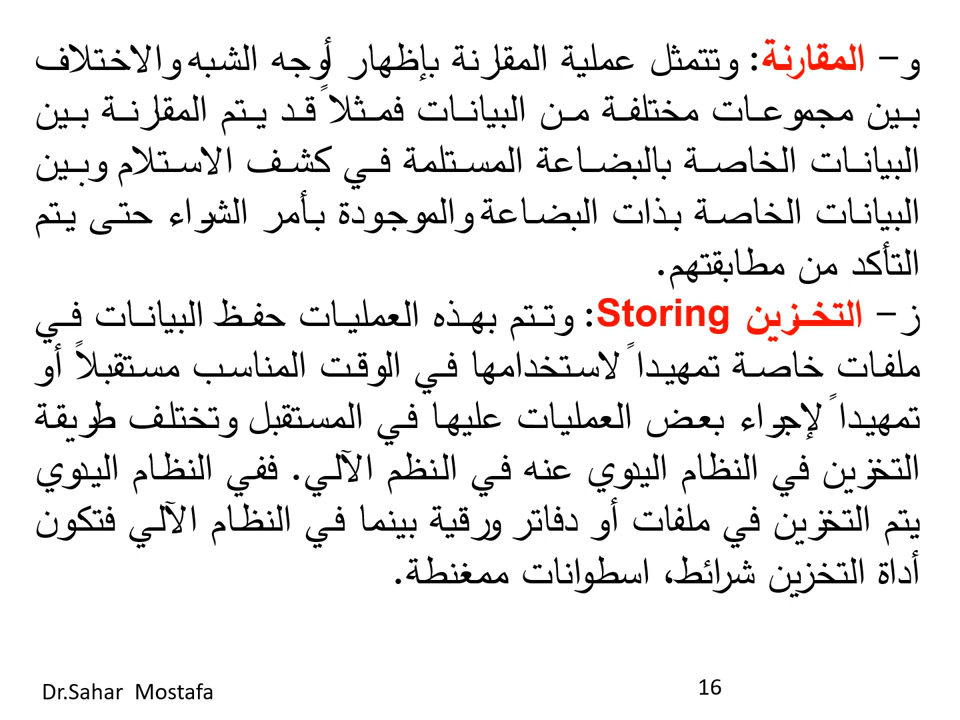 و- المقارنة: وتتمثل عملية المقارنة بإظهار أوجه الشبه والاختلاف
بين مجموعات مختلفة من البيانات فمثلاً قد يتم المقارنة بين
البيانات الخاصة بالبضاعة المستلمة في كشف الاستلام وبين
البيانات الخاصة بذات البضاعة والموجودة بأمر الشراء حتى يتم
التأكد من مطابقتهم.
ز- التخزين Storing: وتتم بهذه العمليات حفظ البيانات في
ملفات خاصة تمهيداً لاستخدامها في الوقت المناسب مستقبلاً أو
تمهيداً لإجراء بعض العمليات عليها في المستقبل وتختلف طريقة
التخزين في النظام اليدوي عنه في النظم الآلي. ففي النظام اليدوي
يتم التخزين في ملفات أو دفاتر ورقية بينما في النظام الآلي فتكون
أداة التخزين شرائط، اسطوانات ممغنطة.
Dr.Sahar Mostafa
16